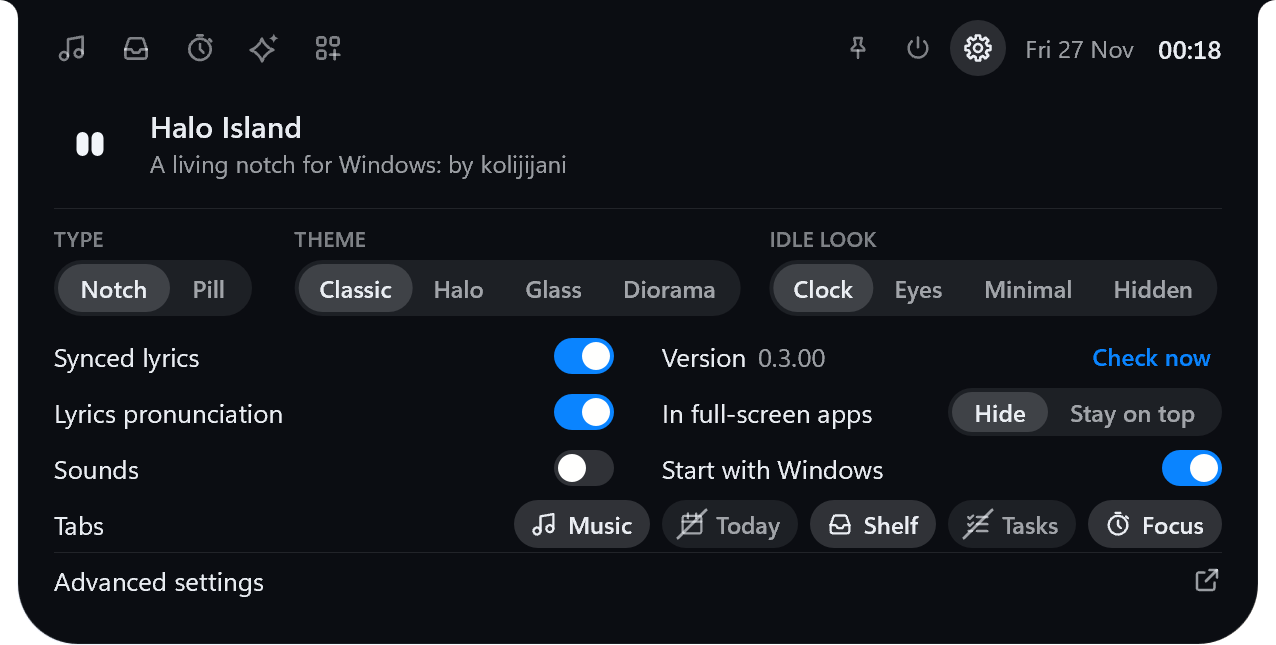 Fri 27 Nov 00:18
Halo Island
A living notch for Windows: by kolijijani
TYPE THEME IDLE LOOK
Notch Pill Classic Halo Glass Diorama Clock Eyes Minimal Hidden
Synced lyrics Version 0.3.00 Check now
Lyrics pronunciation In full-screen apps Hide Stay on top
Sounds Start with Windows
Tabs Music Today Shelf Tasks Focus
Advanced settings